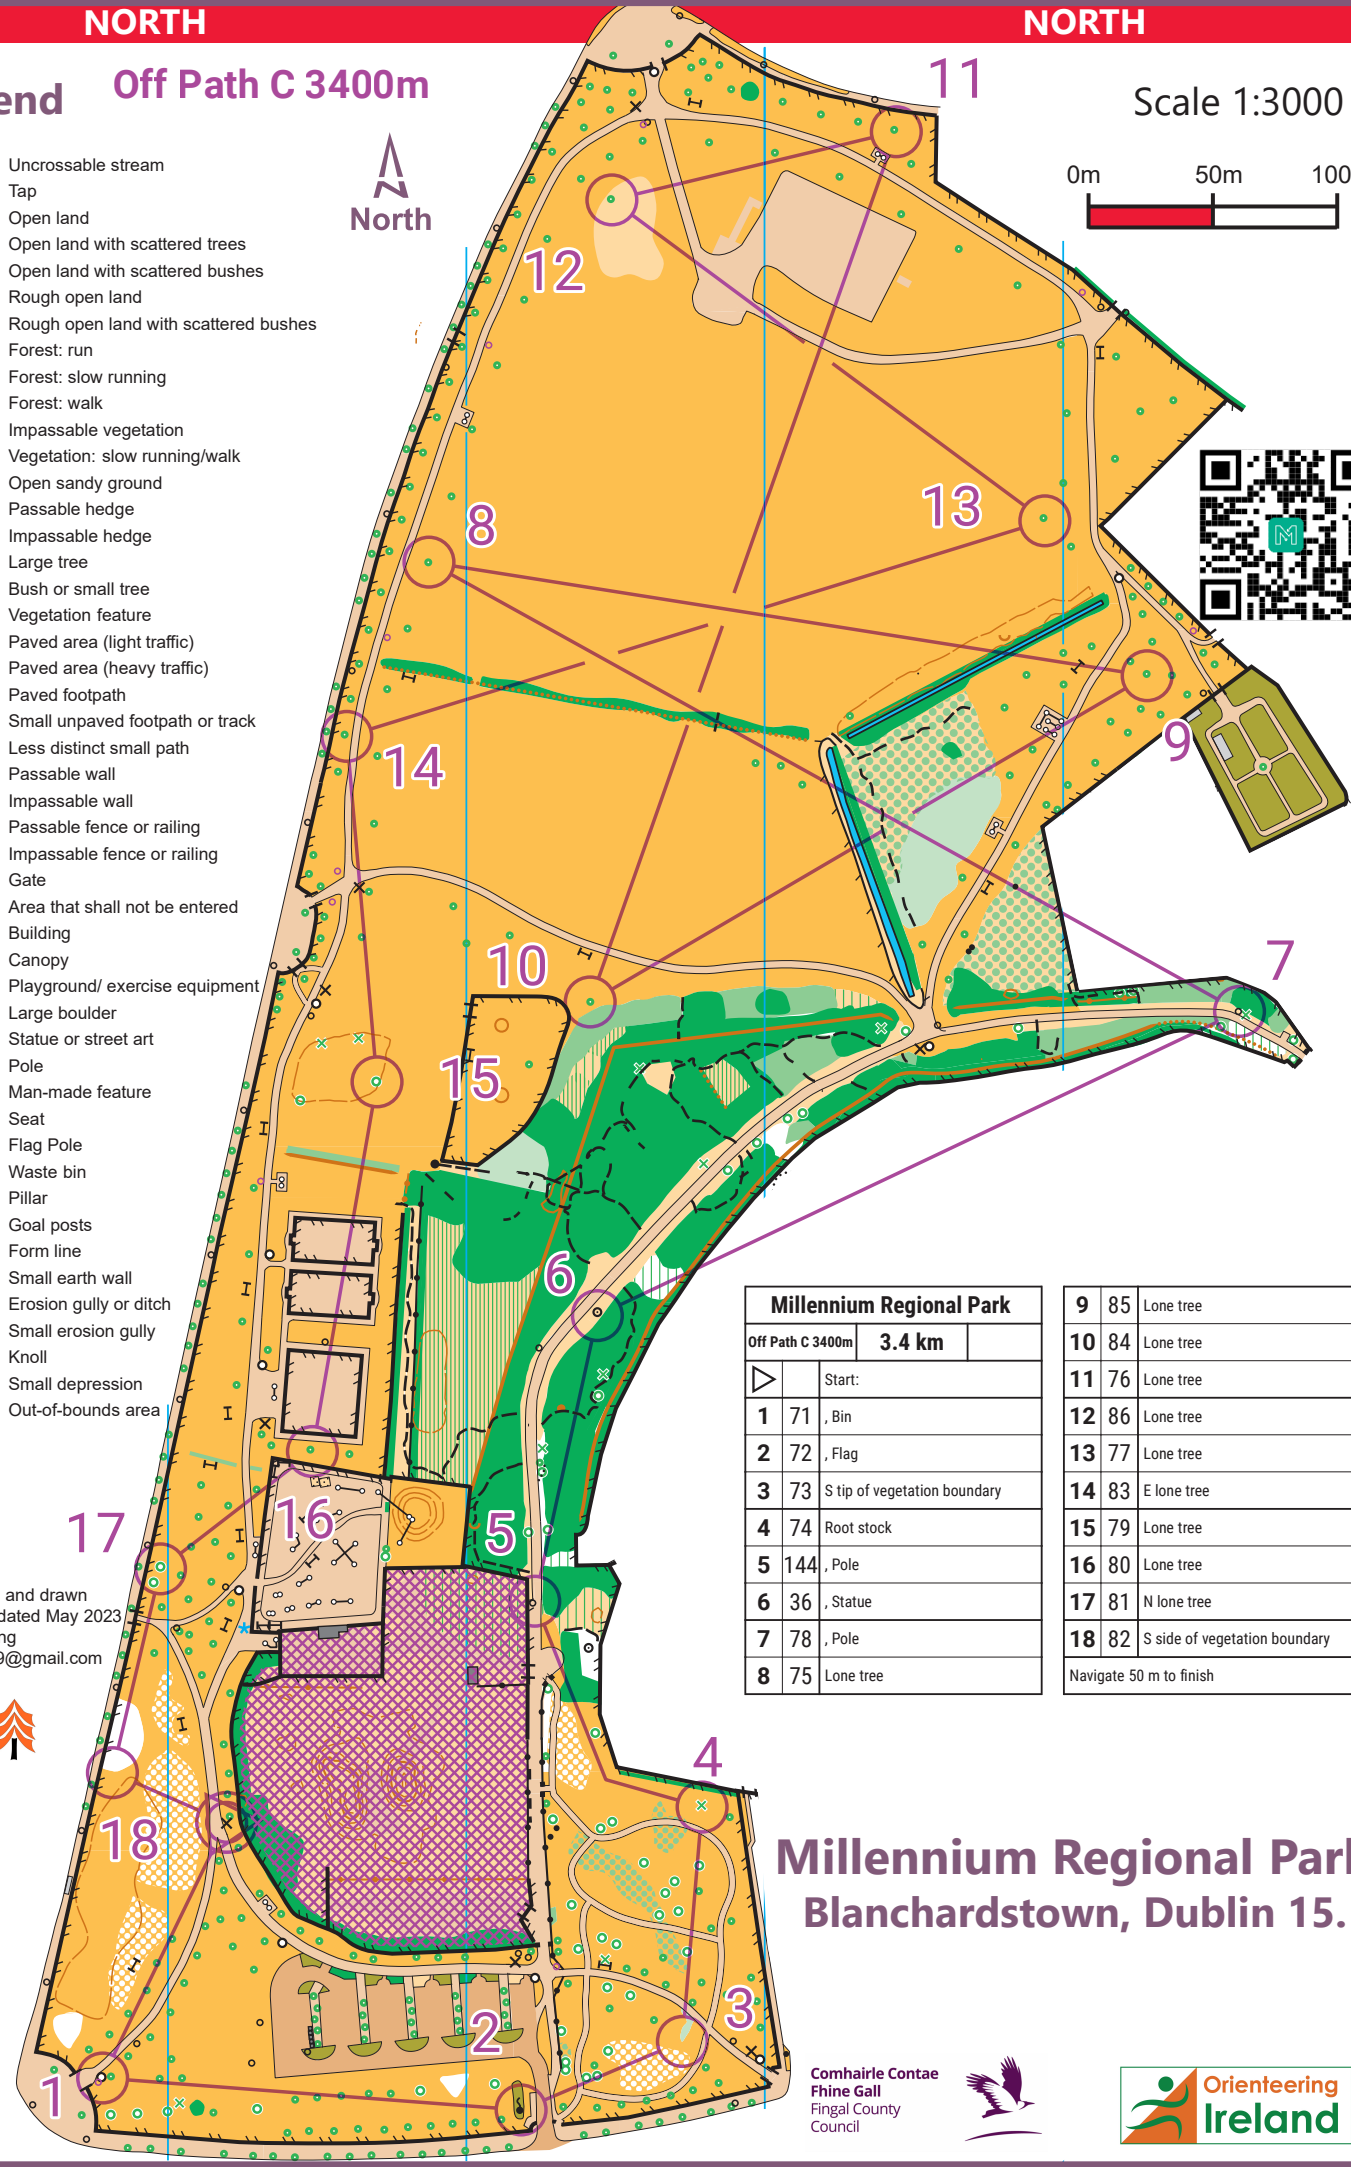 NORTH
NORTH
end
Off Path C 3400m
Scale 1:3000
0m 50m 100
North
Uncrossable stream
Tap
Open land
Open land with scattered trees
Open land with scattered bushes
Rough open land
Rough open land with scattered bushes
Forest: run
Forest: slow running
Forest: walk
Impassable vegetation
Vegetation: slow running/walk
Open sandy ground
Passable hedge
Impassable hedge
Large tree
Bush or small tree
Vegetation feature
Paved area (light traffic)
Paved area (heavy traffic)
Paved footpath
Small unpaved footpath or track
Less distinct small path
Passable wall
Impassable wall
Passable fence or railing
Impassable fence or railing
Gate
Area that shall not be entered
Building
Canopy
Playground/ exercise equipment
Large boulder
Statue or street art
Pole
Man-made feature
Seat
Flag Pole
Waste bin
Pillar
Goal posts
Form line
Small earth wall
Erosion gully or ditch
Small erosion gully
Knoll
Small depression
Out-of-bounds area
and drawn
dated May 2023
ng
9@gmail.com
11
12
8
13
14
9
10
7
15
6
16
5
17
4
18
3
2
1
Millennium Regional Park
Off Path C 3400m 3.4 km
Start:
1 71 , Bin
2 72 , Flag
3 73 S tip of vegetation boundary
4 74 Root stock
5 144 , Pole
6 36 , Statue
7 78 , Pole
8 75 Lone tree
9 85 Lone tree
10 84 Lone tree
11 76 Lone tree
12 86 Lone tree
13 77 Lone tree
14 83 E lone tree
15 79 Lone tree
16 80 Lone tree
17 81 N lone tree
18 82 S side of vegetation boundary
Navigate 50 m to finish
Millennium Regional Park
Blanchardstown, Dublin 15.
Comhairle Contae
Fhine Gall
Fingal County
Council
Orienteering
Ireland